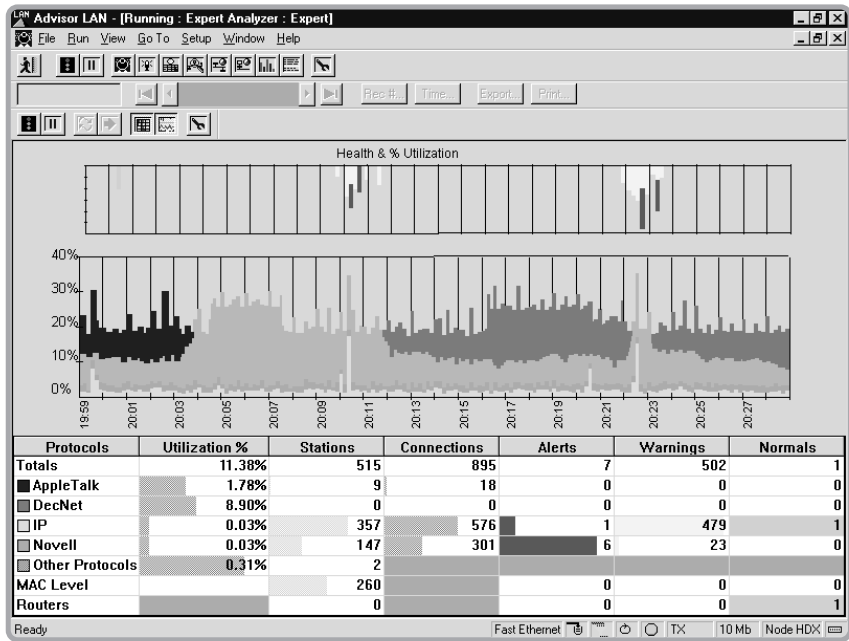 LAN
Advisor LAN - [Running : Expert Analyzer : Expert]
File Run View Go To Setup Window Help
Rec #... Time... Export... Print...
Health & % Utilization
40%
30%
20%
10%
0%
19:59 20:01 20:03 20:05 20:07 20:09 20:11 20:13 20:15 20:17 20:19 20:21 20:23 20:25 20:27
Protocols Utilization % Stations Connections Alerts Warnings Normals
Totals 11.38% 515 895 7 502 1
AppleTalk 1.78% 9 18 0 0 0
DecNet 8.90% 0 0 0 0 0
IP 0.03% 357 576 1 479 1
Novell 0.03% 147 301 6 23 0
Other Protocols 0.31% 2
MAC Level 260 0 0 0
Routers 0 0 0 1
Ready Fast Ethernet TX 10 Mb Node HDX